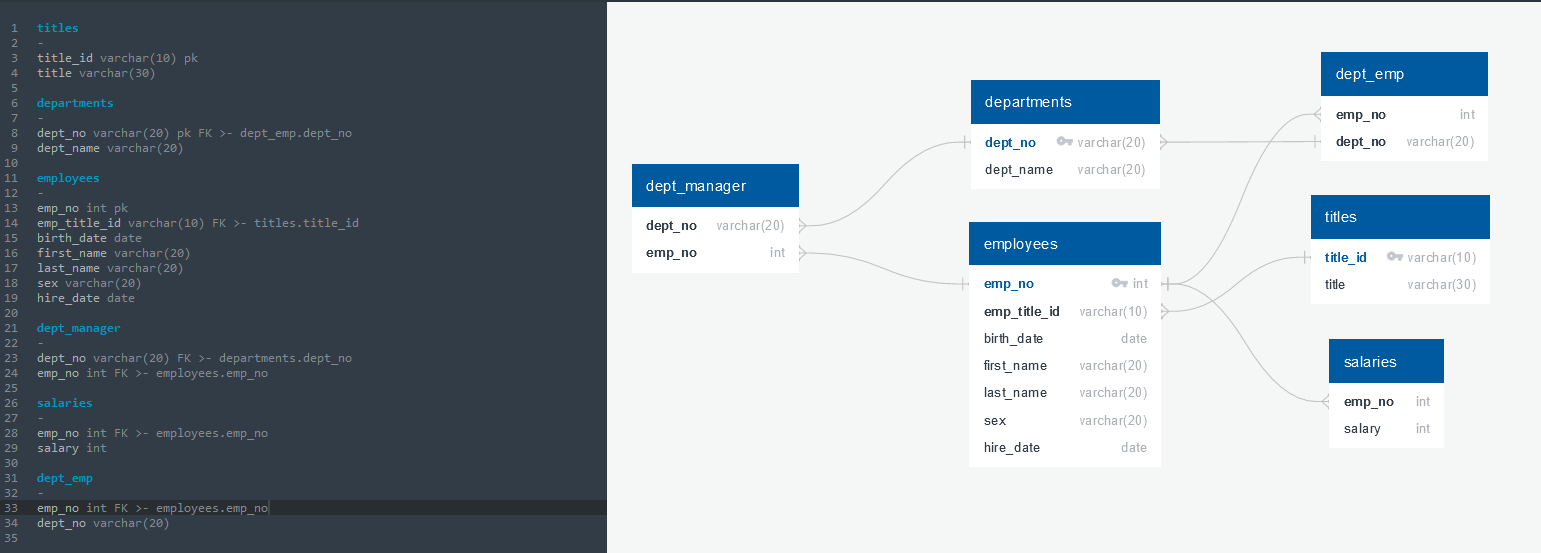 1 titles
2 -
3 title_id varchar(10) pk
4 title varchar(30)
5
6 departments
7 -
8 dept_no varchar(20) pk FK >- dept_emp.dept_no
9 dept_name varchar(20)
10
11 employees
12 -
13 emp_no int pk
14 emp_title_id varchar(10) FK >- titles.title_id
15 birth_date date
16 first_name varchar(20)
17 last_name varchar(20)
18 sex varchar(20)
19 hire_date date
20
21 dept_manager
22 -
23 dept_no varchar(20) FK >- departments.dept_no
24 emp_no int FK >- employees.emp_no
25
26 salaries
27 -
28 emp_no int FK >- employees.emp_no
29 salary int
30
31 dept_emp
32 -
33 emp_no int FK >- employees.emp_no
34 dept_no varchar(20)
35
dept_manager
dept_no varchar(20)
emp_no int
departments
dept_no varchar(20)
dept_name varchar(20)
employees
emp_no int
emp_title_id varchar(10)
birth_date date
first_name varchar(20)
last_name varchar(20)
sex varchar(20)
hire_date date
dept_emp
emp_no int
dept_no varchar(20)
titles
title_id varchar(10)
title varchar(30)
salaries
emp_no int
salary int